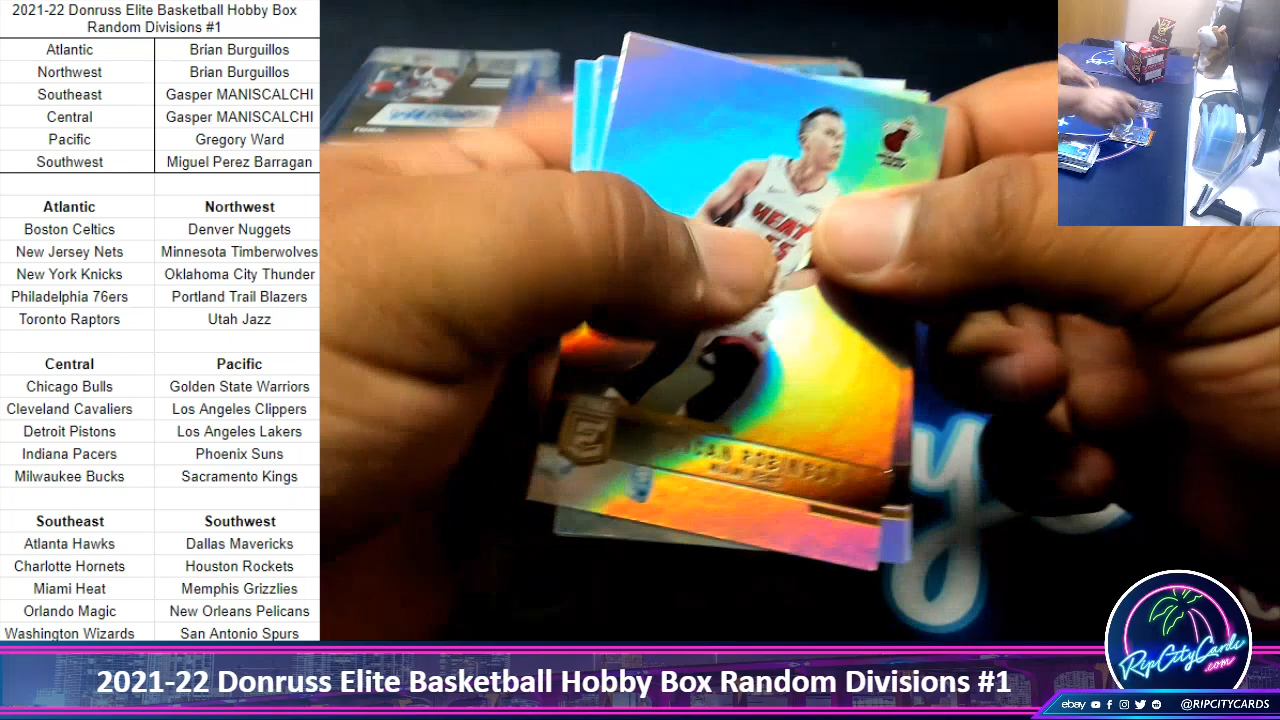 2021-22 Donruss Elite Basketball Hobby Box
Random Divisions #1
Atlantic Brian Burguillos
Northwest Brian Burguillos
Southeast Gasper MANISCALCHI
Central Gasper MANISCALCHI
Pacific Gregory Ward
Southwest Miguel Perez Barragan
Atlantic Northwest
Boston Celtics Denver Nuggets
New Jersey Nets Minnesota Timberwolves
New York Knicks Oklahoma City Thunder
Philadelphia 76ers Portland Trail Blazers
Toronto Raptors Utah Jazz
Central Pacific
Chicago Bulls Golden State Warriors
Cleveland Cavaliers Los Angeles Clippers
Detroit Pistons Los Angeles Lakers
Indiana Pacers Phoenix Suns
Milwaukee Bucks Sacramento Kings
Southeast Southwest
Atlanta Hawks Dallas Mavericks
Charlotte Hornets Houston Rockets
Miami Heat Memphis Grizzlies
Orlando Magic New Orleans Pelicans
Washington Wizards San Antonio Spurs
HEAT
ROBINSON
RipCityCards
.com
2021-22 Donruss Elite Basketball Hobby Box Random Divisions #1
ebay @RIPCITYCARDS